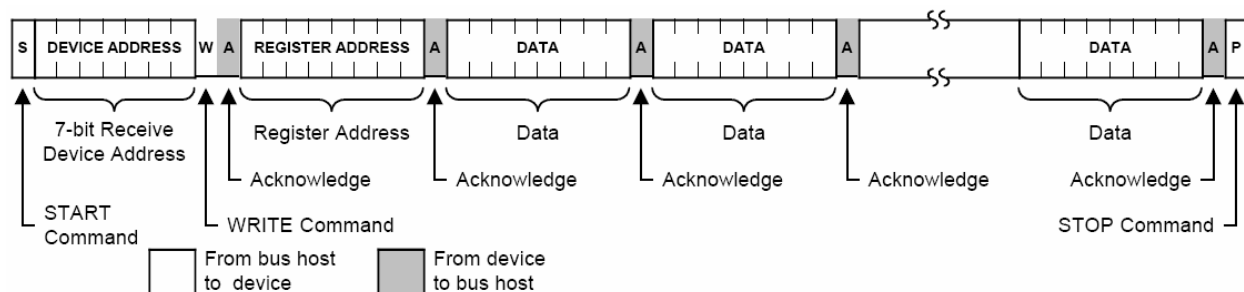 S DEVICE ADDRESS W A REGISTER ADDRESS A DATA A DATA A DATA A P
7-bit Receive
Device Address
Register Address
Data
Data
Data
Acknowledge
Acknowledge
Acknowledge
Acknowledge
Acknowledge
START
Command
WRITE Command
STOP Command
From bus host
to device
From device
to bus host